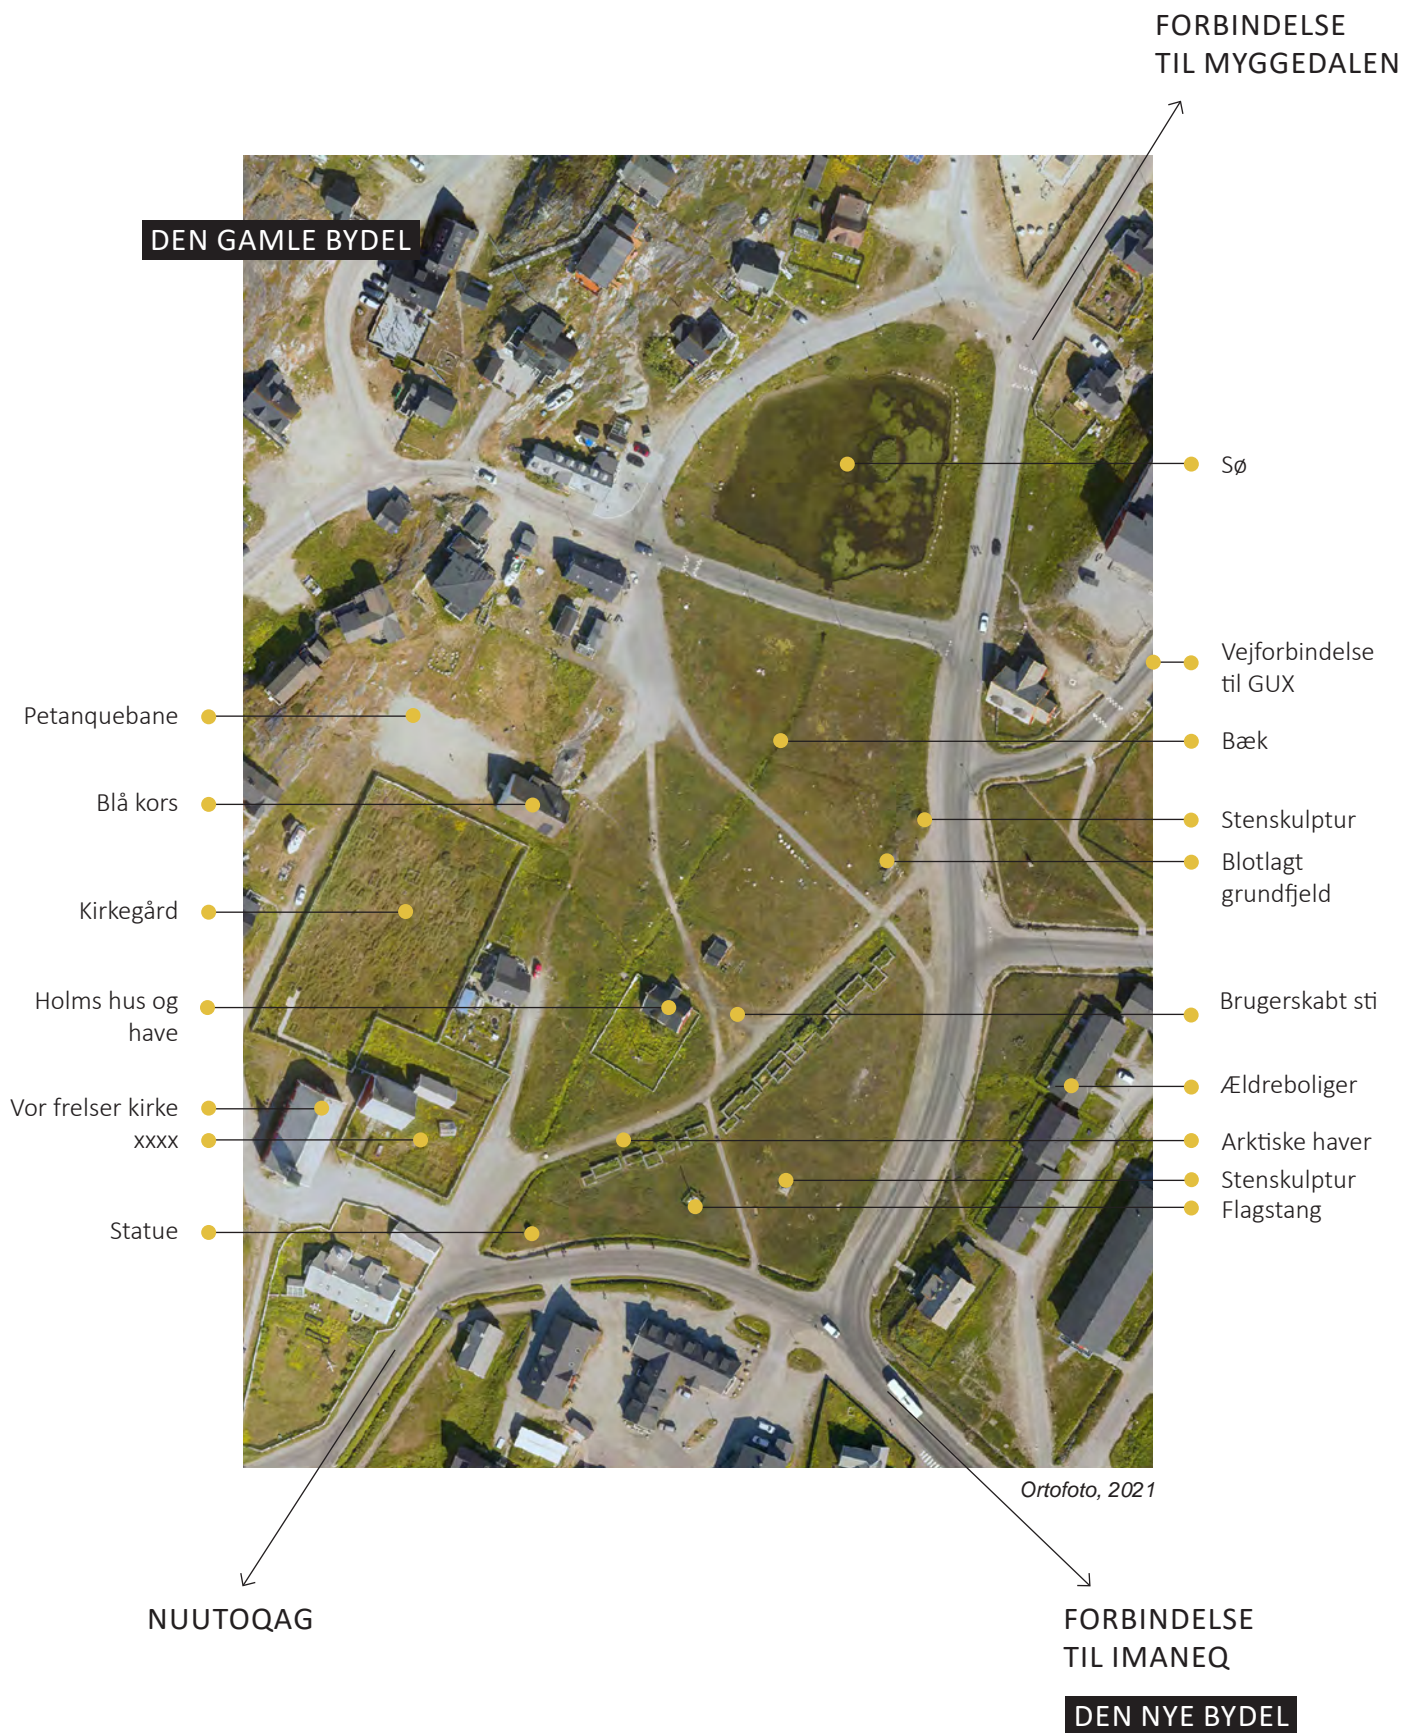 FORBINDELSE
TIL MYGGEDALEN
DEN GAMLE BYDEL
Sø
Vejforbindelse
til GUX
Petanquebane
Bæk
Blå kors
Stenskulptur
Blotlagt
grundfjeld
Kirkegård
Holms hus og
have
Brugerskabt sti
Ældreboliger
Vor frelser kirke
xxxx
Arktiske haver
Stenskulptur
Flagstang
Statue
Ortofoto, 2021
NUUTOQAG
FORBINDELSE
TIL IMANEQ
DEN NYE BYDEL